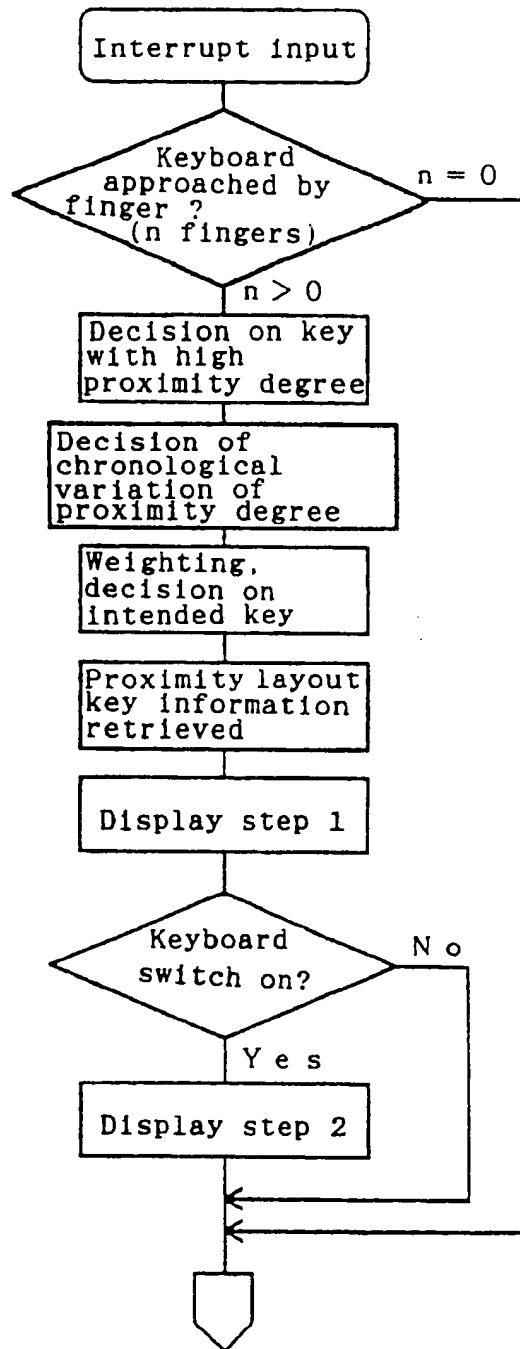 Interrupt input
Keyboard
approached by
finger ?
(n fingers)
n = 0
n > 0
Decision on key
with high
proximity degree
Decision of
chronological
variation of
proximity degree
Weighting,
decision on
intended key
Proximity layout
key information
retrieved
Display step 1
Keyboard
switch on?
No
Yes
Display step 2